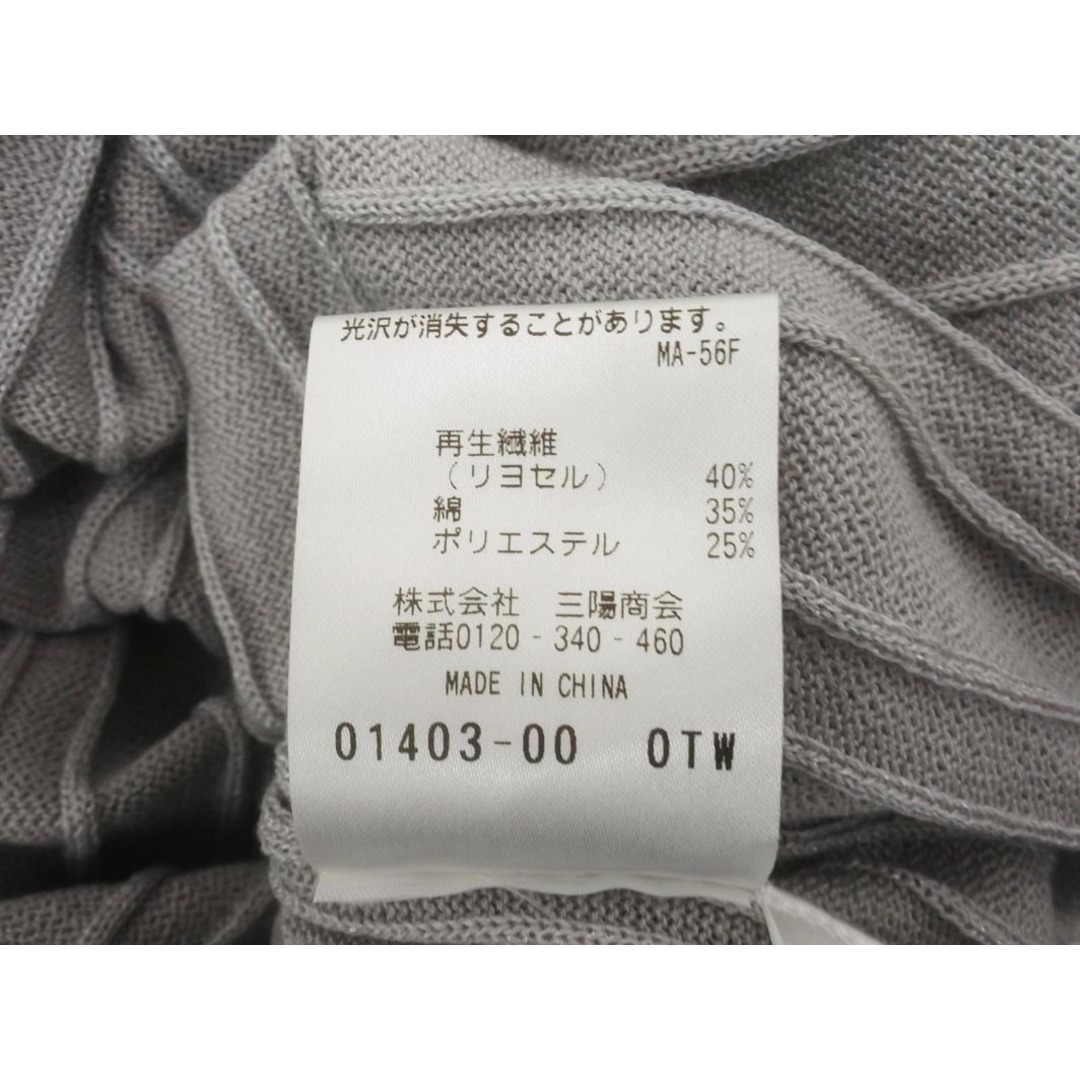 光沢が消失することがあります。
MA-56F
再生繊維
(リヨセル) 40%
綿 35%
ポリエステル 25%
株式会社 三陽商会
電話0120-340-460
MADE IN CHINA
01403-00 0TW